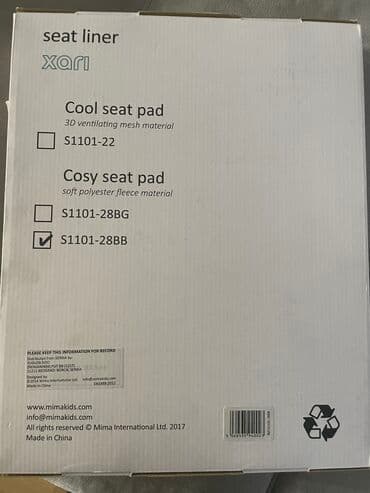 seat liner
xari
Cool seat pad
3D ventilating mesh material
S1101-22
Cosy seat pad
soft polyester fleece material
S1101-28BG
S1101-28BB
PLEASE KEEP THIS INFORMATION FOR RECORD
www.mimakids.com
info@mimakids.com
All rights reserved © Mima International Ltd. 2017
Made in China